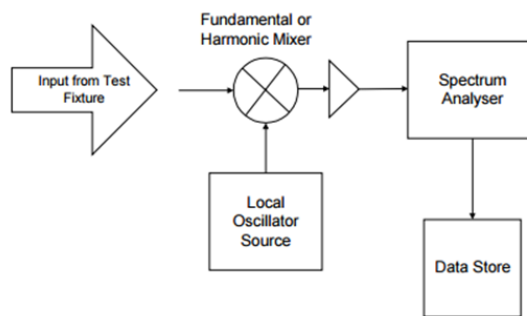 Fundamental or
Harmonic Mixer
Input from Test
Fixture
Spectrum
Analyser
Local
Oscillator
Source
Data Store